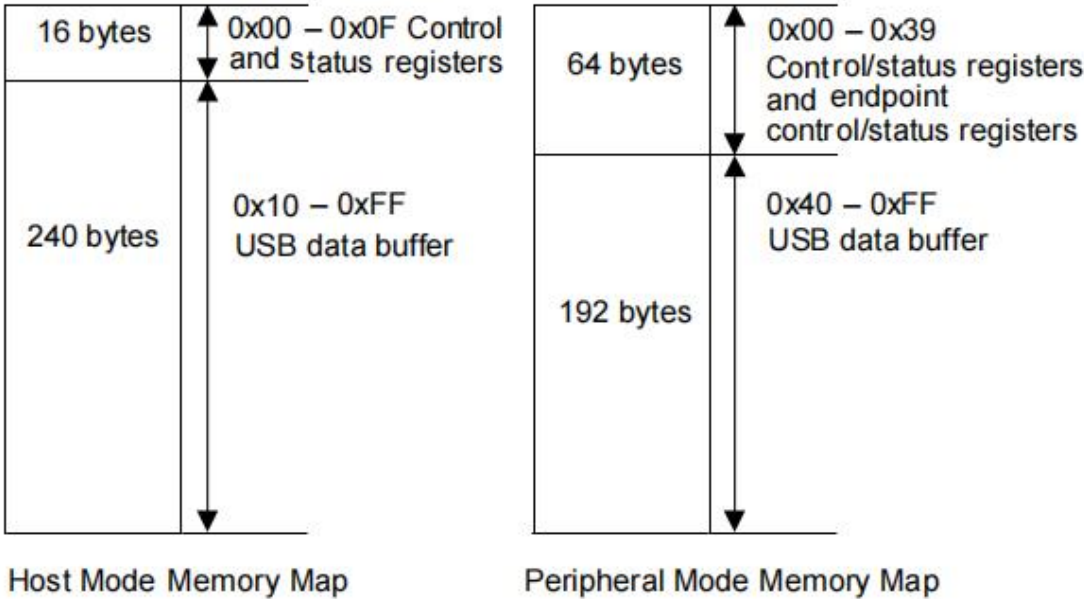 16 bytes
0x00 – 0x0F Control
and status registers
240 bytes
0x10 – 0xFF
USB data buffer
Host Mode Memory Map
64 bytes
0x00 – 0x39
Control/status registers
and endpoint
control/status registers
192 bytes
0x40 – 0xFF
USB data buffer
Peripheral Mode Memory Map